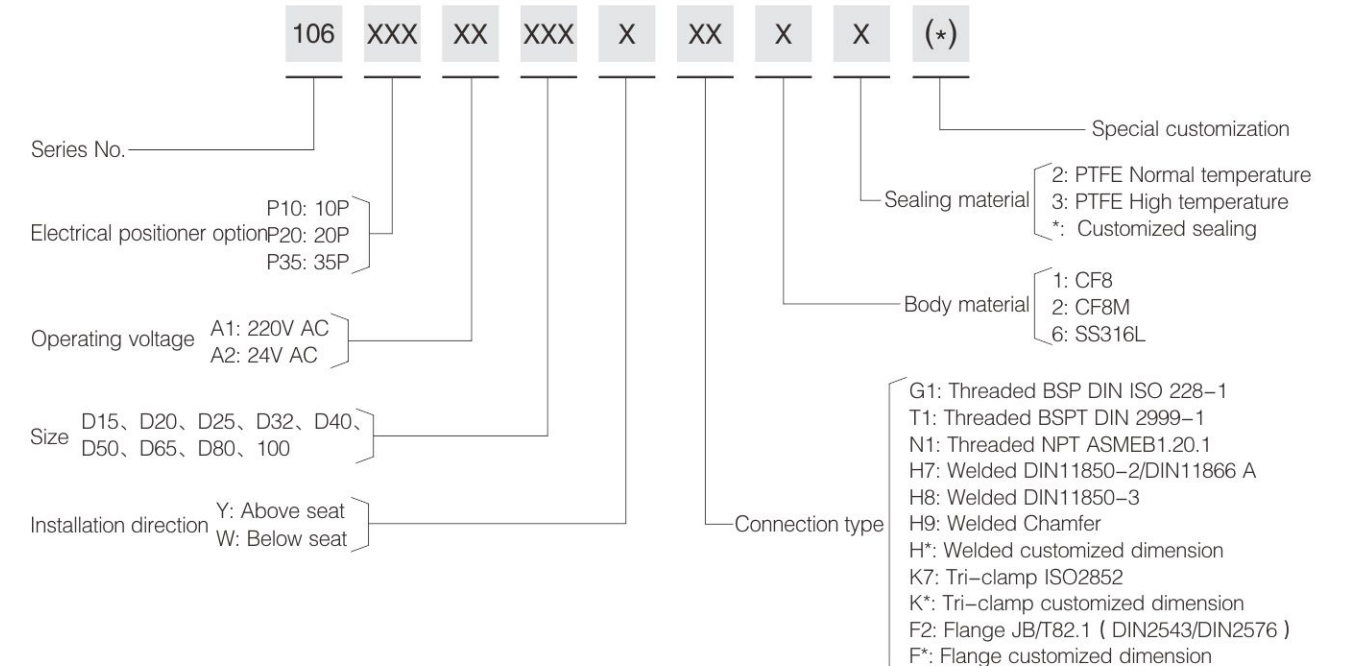 106 XXX XX XXX X XX X X (*)
Special customization
Series No.
Sealing material
2: PTFE Normal temperature
3: PTFE High temperature
*: Customized sealing
Electrical positioner option
P10: 10P
P20: 20P
P35: 35P
Body material
1: CF8
2: CF8M
6: SS316L
Operating voltage
A1: 220V AC
A2: 24V AC
Size
D15、D20、D25、D32、D40、
D50、D65、D80、100
Installation direction
Y: Above seat
W: Below seat
Connection type
G1: Threaded BSP DIN ISO 228–1
T1: Threaded BSPT DIN 2999–1
N1: Threaded NPT ASMEB1.20.1
H7: Welded DIN11850–2/DIN11866 A
H8: Welded DIN11850–3
H9: Welded Chamfer
H*: Welded customized dimension
K7: Tri–clamp ISO2852
K*: Tri–clamp customized dimension
F2: Flange JB/T82.1（DIN2543/DIN2576）
F*: Flange customized dimension